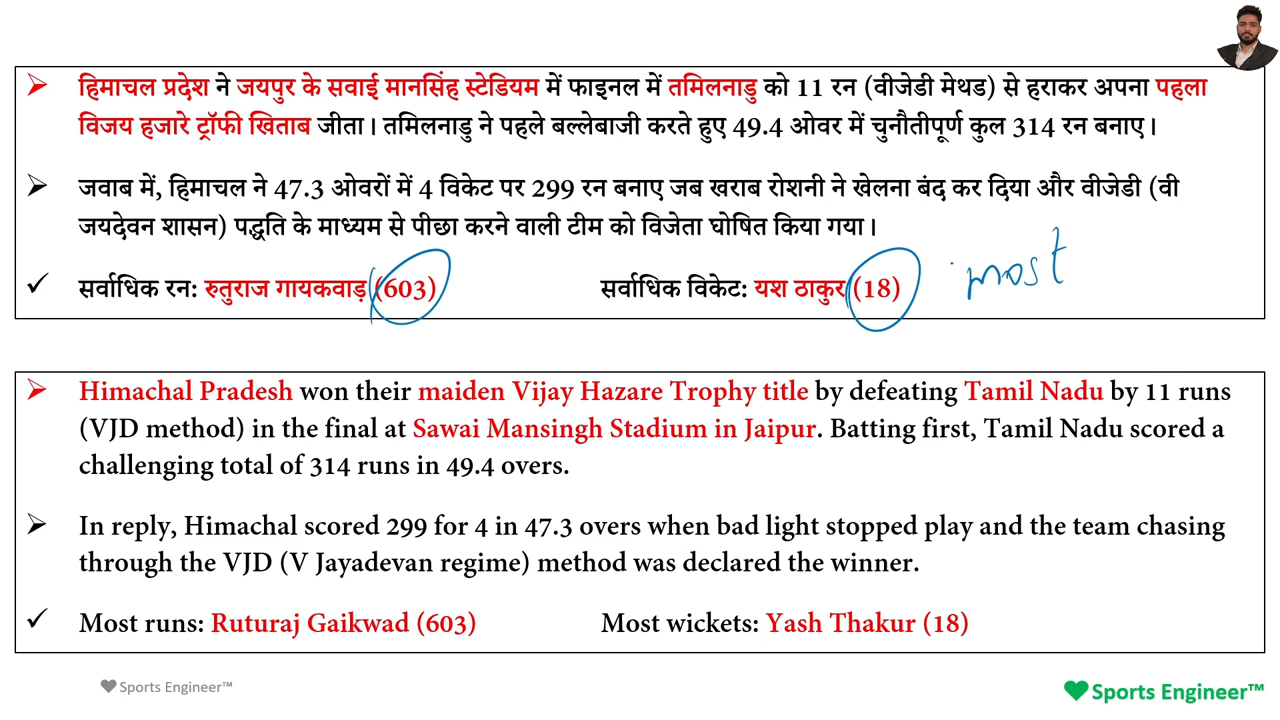 हिमाचल प्रदेश ने जयपुर के सवाई मानसिंह स्टेडियम में फाइनल में तमिलनाडु को 11 रन (वीजेडी मेथड) से हराकर अपना पहला
विजय हजारे ट्रॉफी खिताब जीता। तमिलनाडु ने पहले बल्लेबाजी करते हुए 49.4 ओवर में चुनौतीपूर्ण कुल 314 रन बनाए।
जवाब में, हिमाचल ने 47.3 ओवरों में 4 विकेट पर 299 रन बनाए जब खराब रोशनी ने खेलना बंद कर दिया और वीजेडी (वी
जयदेवन शासन) पद्धति के माध्यम से पीछा करने वाली टीम को विजेता घोषित किया गया।
सर्वाधिक रन: रुतुराज गायकवाड़ (603) सर्वाधिक विकेट: यश ठाकुर (18) most
Himachal Pradesh won their maiden Vijay Hazare Trophy title by defeating Tamil Nadu by 11 runs
(VJD method) in the final at Sawai Mansingh Stadium in Jaipur. Batting first, Tamil Nadu scored a
challenging total of 314 runs in 49.4 overs.
In reply, Himachal scored 299 for 4 in 47.3 overs when bad light stopped play and the team chasing
through the VJD (V Jayadevan regime) method was declared the winner.
Most runs: Ruturaj Gaikwad (603) Most wickets: Yash Thakur (18)
Sports Engineer™ Sports Engineer™